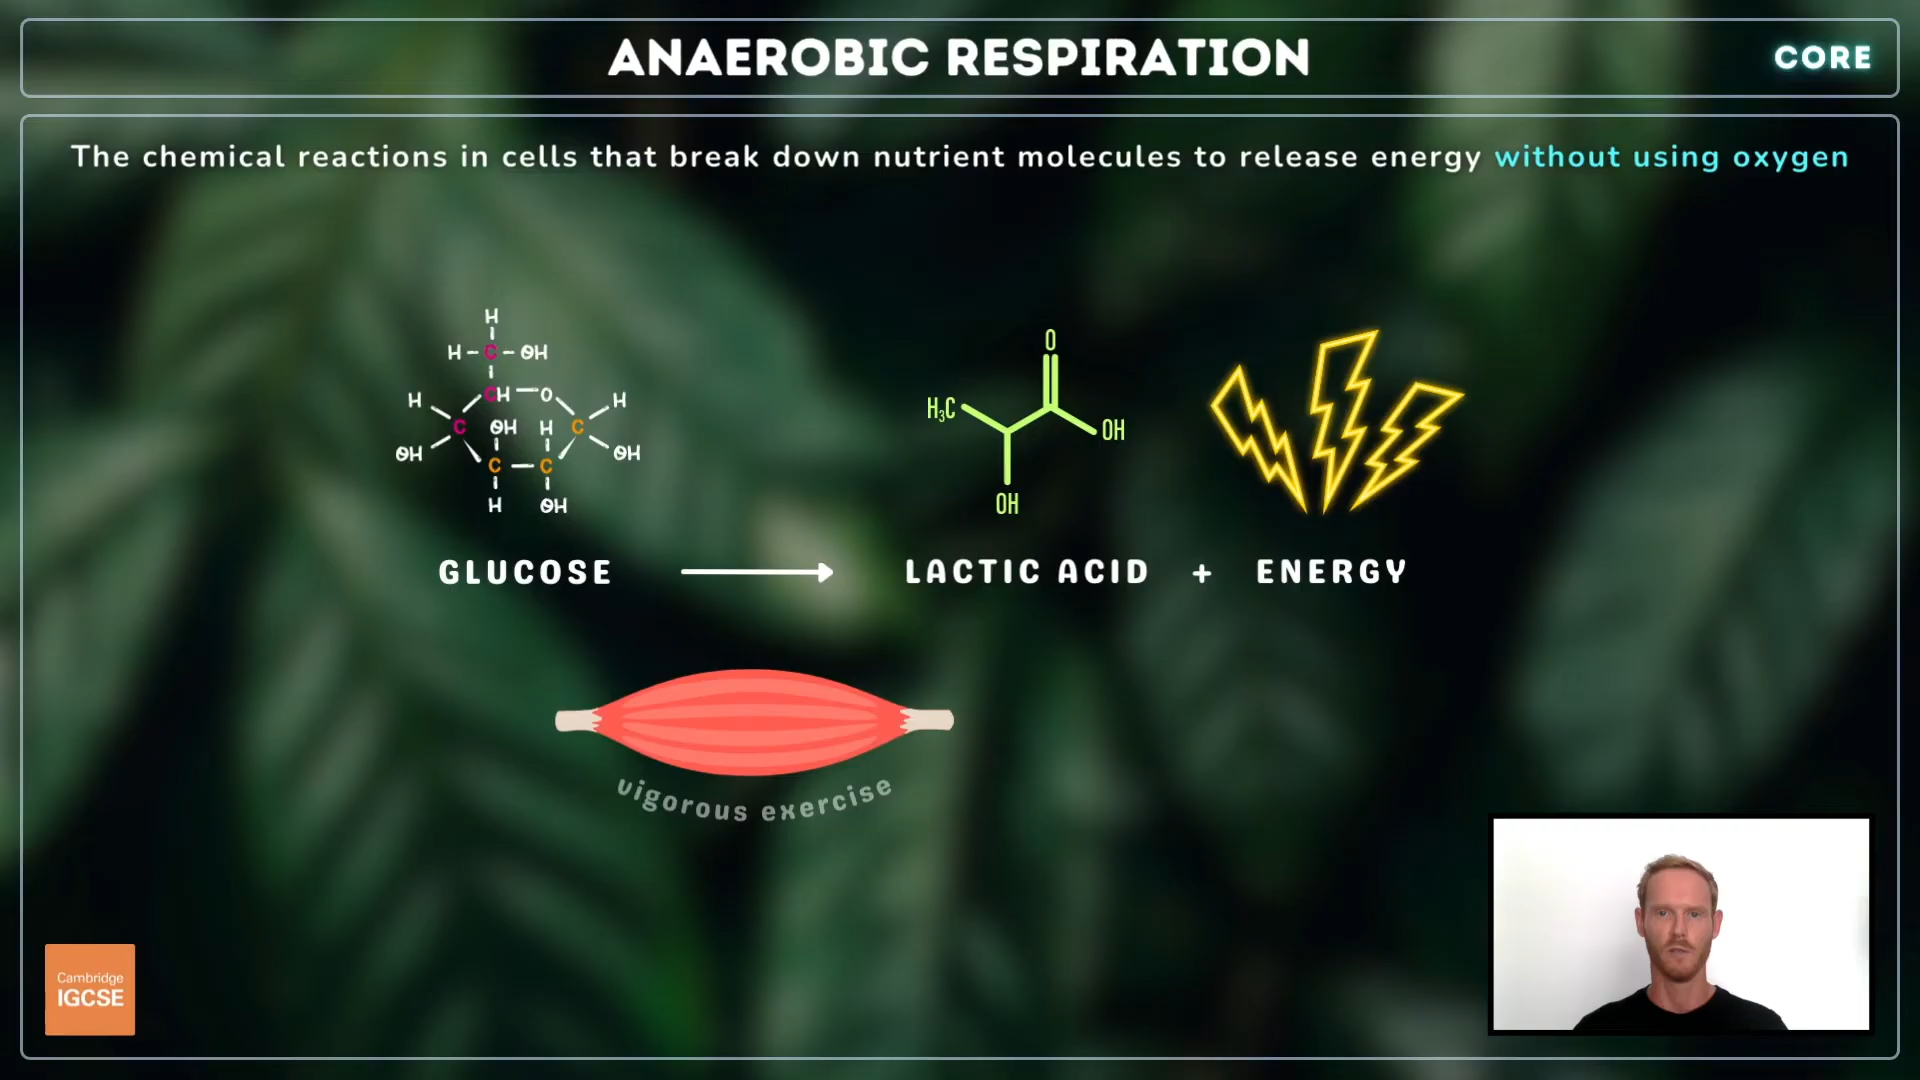 ANAEROBIC RESPIRATION
CORE
The chemical reactions in cells that break down nutrient molecules to release energy without using oxygen
H
H C OH
H CH O H
C OH H C
OH C C OH
H OH
O
H₃C OH
OH
GLUCOSE → LACTIC ACID + ENERGY
vigorous exercise
Cambridge
IGCSE